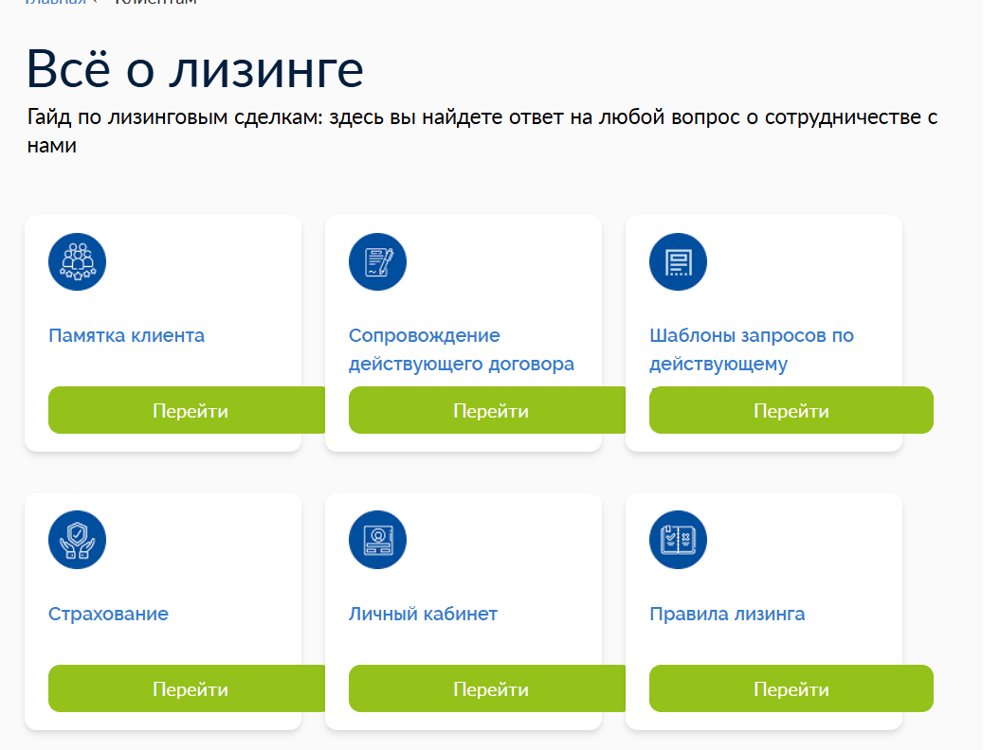 Главная
Клиентам
Всё о лизинге
Гайд по лизинговым сделкам: здесь вы найдете ответ на любой вопрос о сотрудничестве с
нами
Памятка клиента
Перейти
Сопровождение
действующего договора
Перейти
Шаблоны запросов по
действующему
Перейти
Страхование
Перейти
Личный кабинет
Перейти
Правила лизинга
Перейти